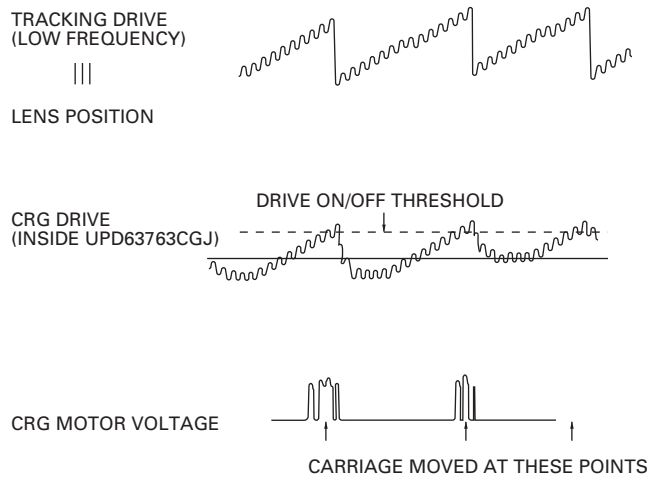 TRACKING DRIVE
(LOW FREQUENCY)
LENS POSITION
DRIVE ON/OFF THRESHOLD
CRG DRIVE
(INSIDE UPD63763CGJ)
CRG MOTOR VOLTAGE
CARRIAGE MOVED AT THESE POINTS